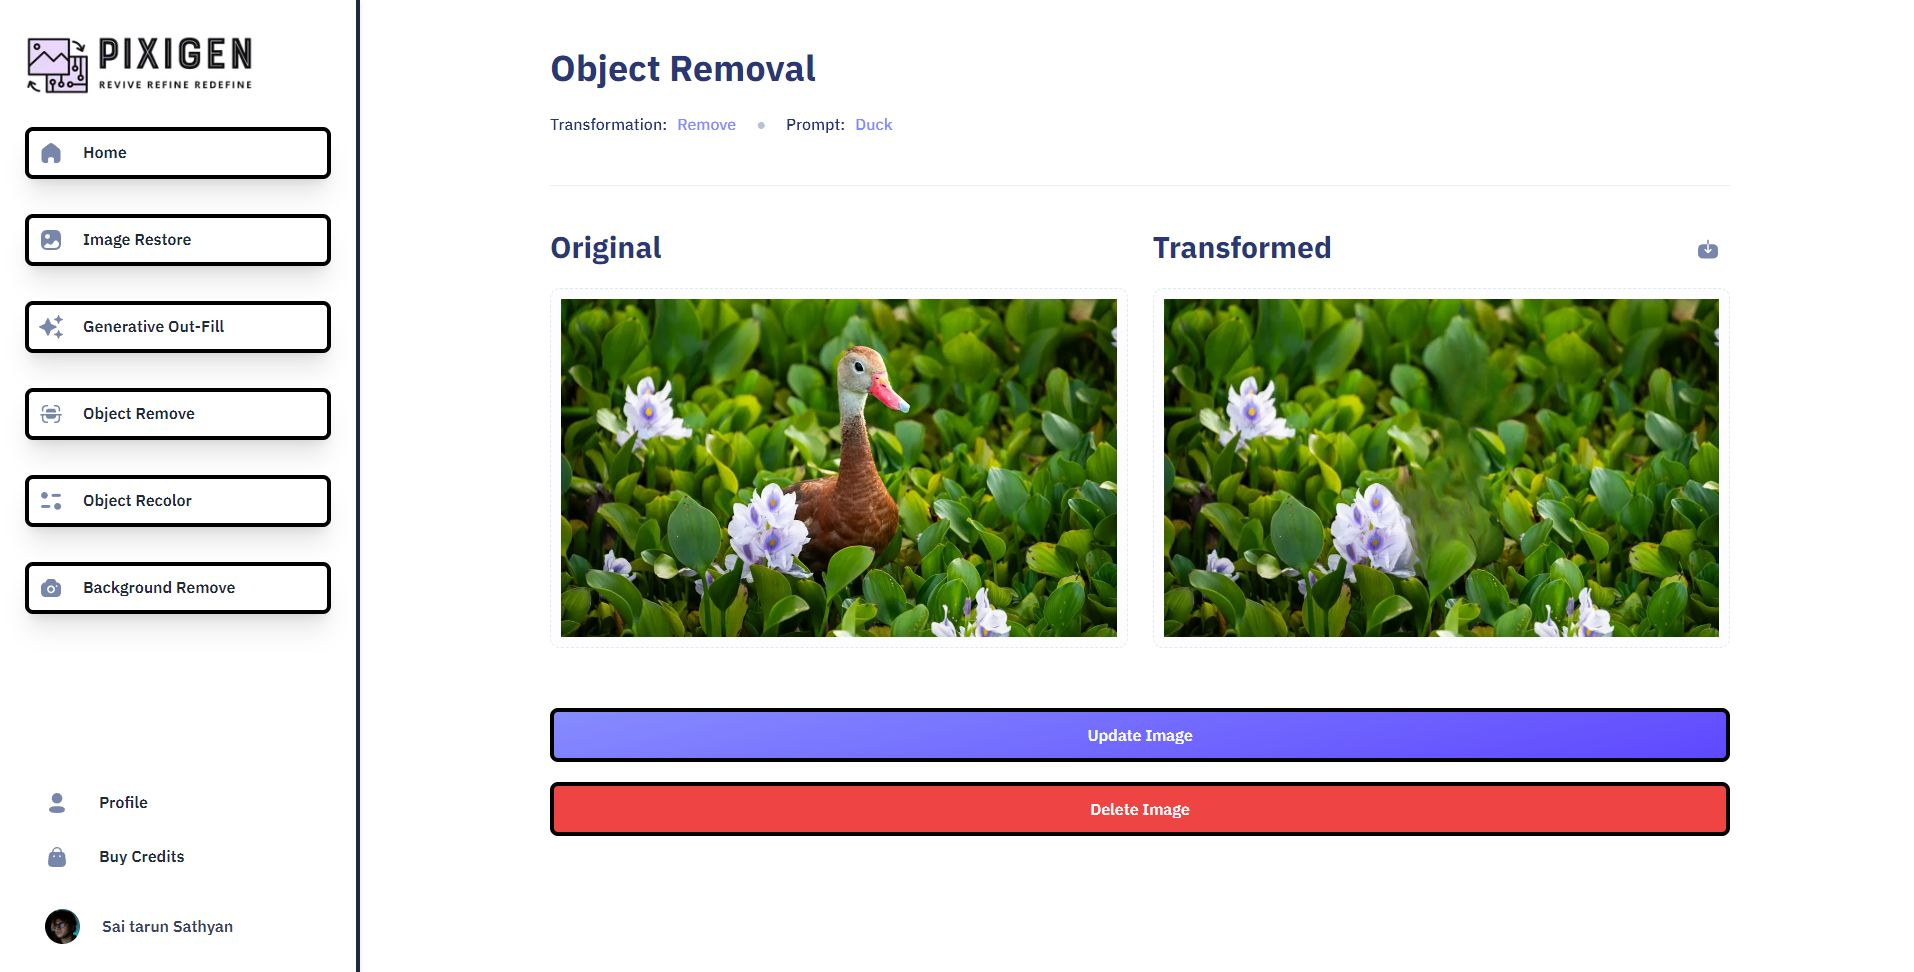 PIXIGEN
REVIVE REFINE REDEFINE
Home
Image Restore
Generative Out-Fill
Object Remove
Object Recolor
Background Remove
Profile
Buy Credits
Sai tarun Sathyan
Object Removal
Transformation: Remove Prompt: Duck
Original
Transformed
Update Image
Delete Image